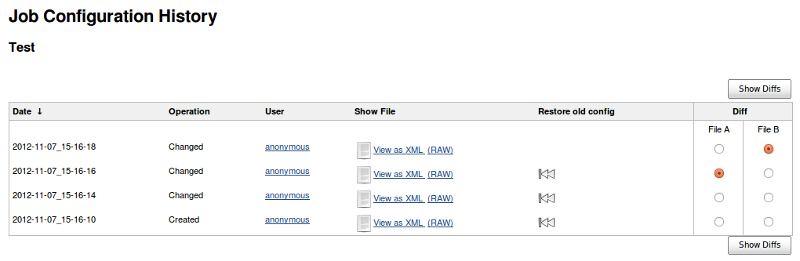 Job Configuration History
Test
Show Diffs
Date ↓ Operation User Show File Restore old config Diff
File A File B
2012-11-07_15-16-18 Changed anonymous View as XML (RAW)
2012-11-07_15-16-16 Changed anonymous View as XML (RAW)
2012-11-07_15-16-14 Changed anonymous View as XML (RAW)
2012-11-07_15-16-10 Created anonymous View as XML (RAW)
Show Diffs